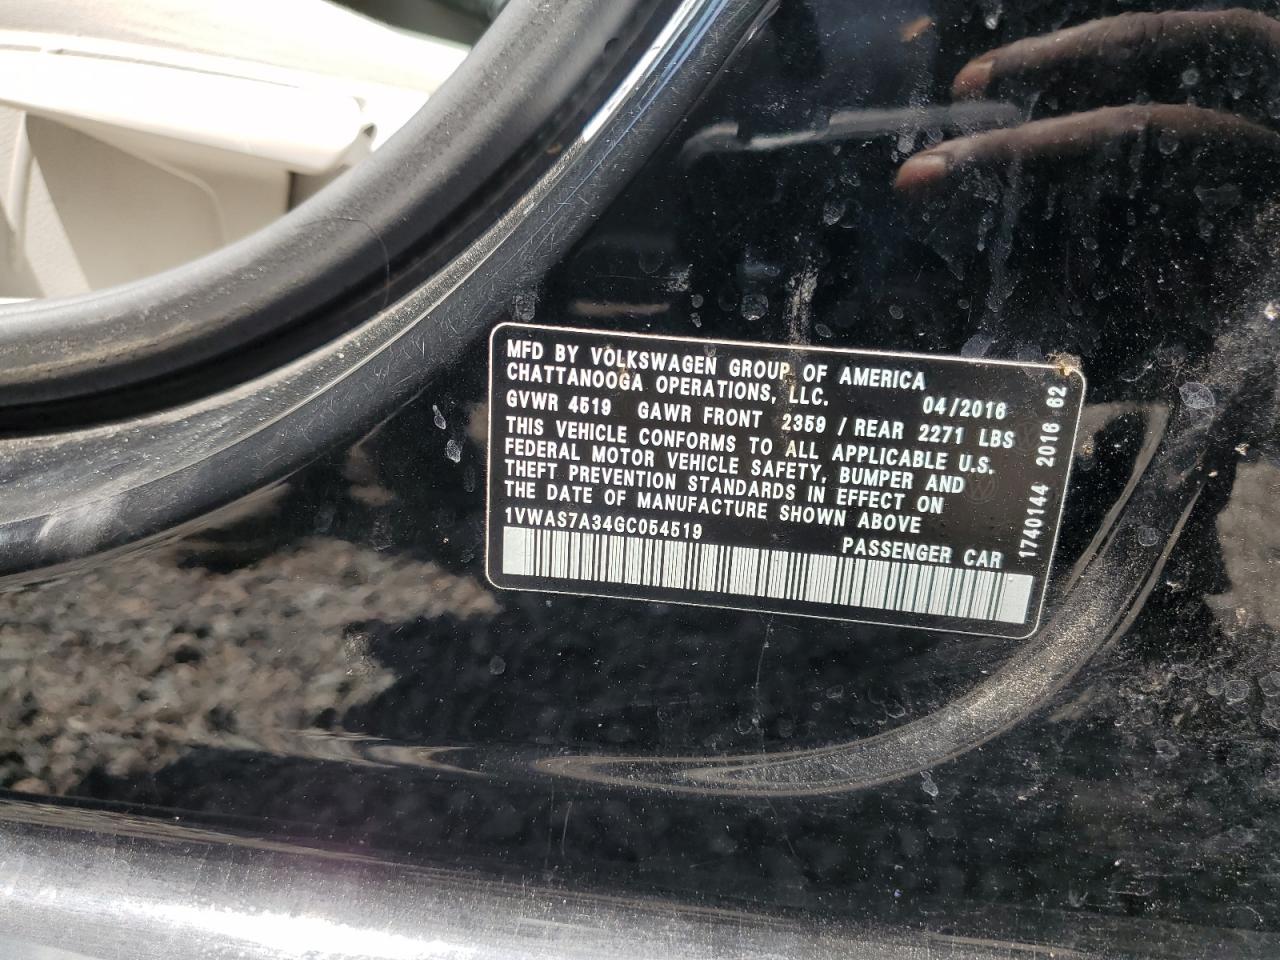 MFD BY VOLKSWAGEN GROUP OF AMERICA
CHATTANOOGA OPERATIONS, LLC. 04/2016
GVWR 4519 GAWR FRONT 2359 / REAR 2271 LBS
THIS VEHICLE CONFORMS TO ALL APPLICABLE U.S.
FEDERAL MOTOR VEHICLE SAFETY, BUMPER AND
THEFT PREVENTION STANDARDS IN EFFECT ON
THE DATE OF MANUFACTURE SHOWN ABOVE
1VWAS7A34GC054519
PASSENGER CAR
1740144 2016 62